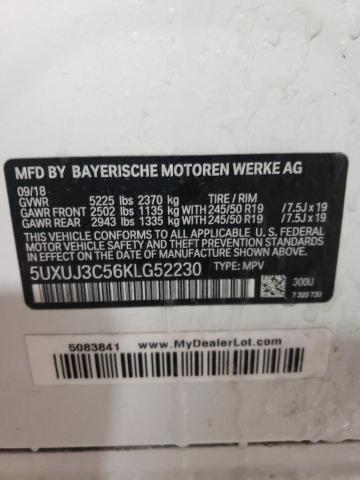 MFD BY BAYERISCHE MOTOREN WERKE AG
09/18
GVWR 5225 lbs 2370 kg TIRE / RIM
GAWR FRONT 2502 lbs 1135 kg WITH 245/50 R19 /7.5J x 19
GAWR REAR 2943 lbs 1335 kg WITH 245/50 R19 /7.5J x 19
THIS VEHICLE CONFORMS TO ALL APPLICABLE U. S. FEDERAL
MOTOR VEHICLE SAFETY STANDARDS IN EFFECT ON
THE DATE OF MANUFACTURE SHOWN ABOVE.
5UXUJ3C56KLG52230 TYPE: MPV
300U
7 320 730
5083841 www.MyDealerLot.com
www.MyDealerLot.com